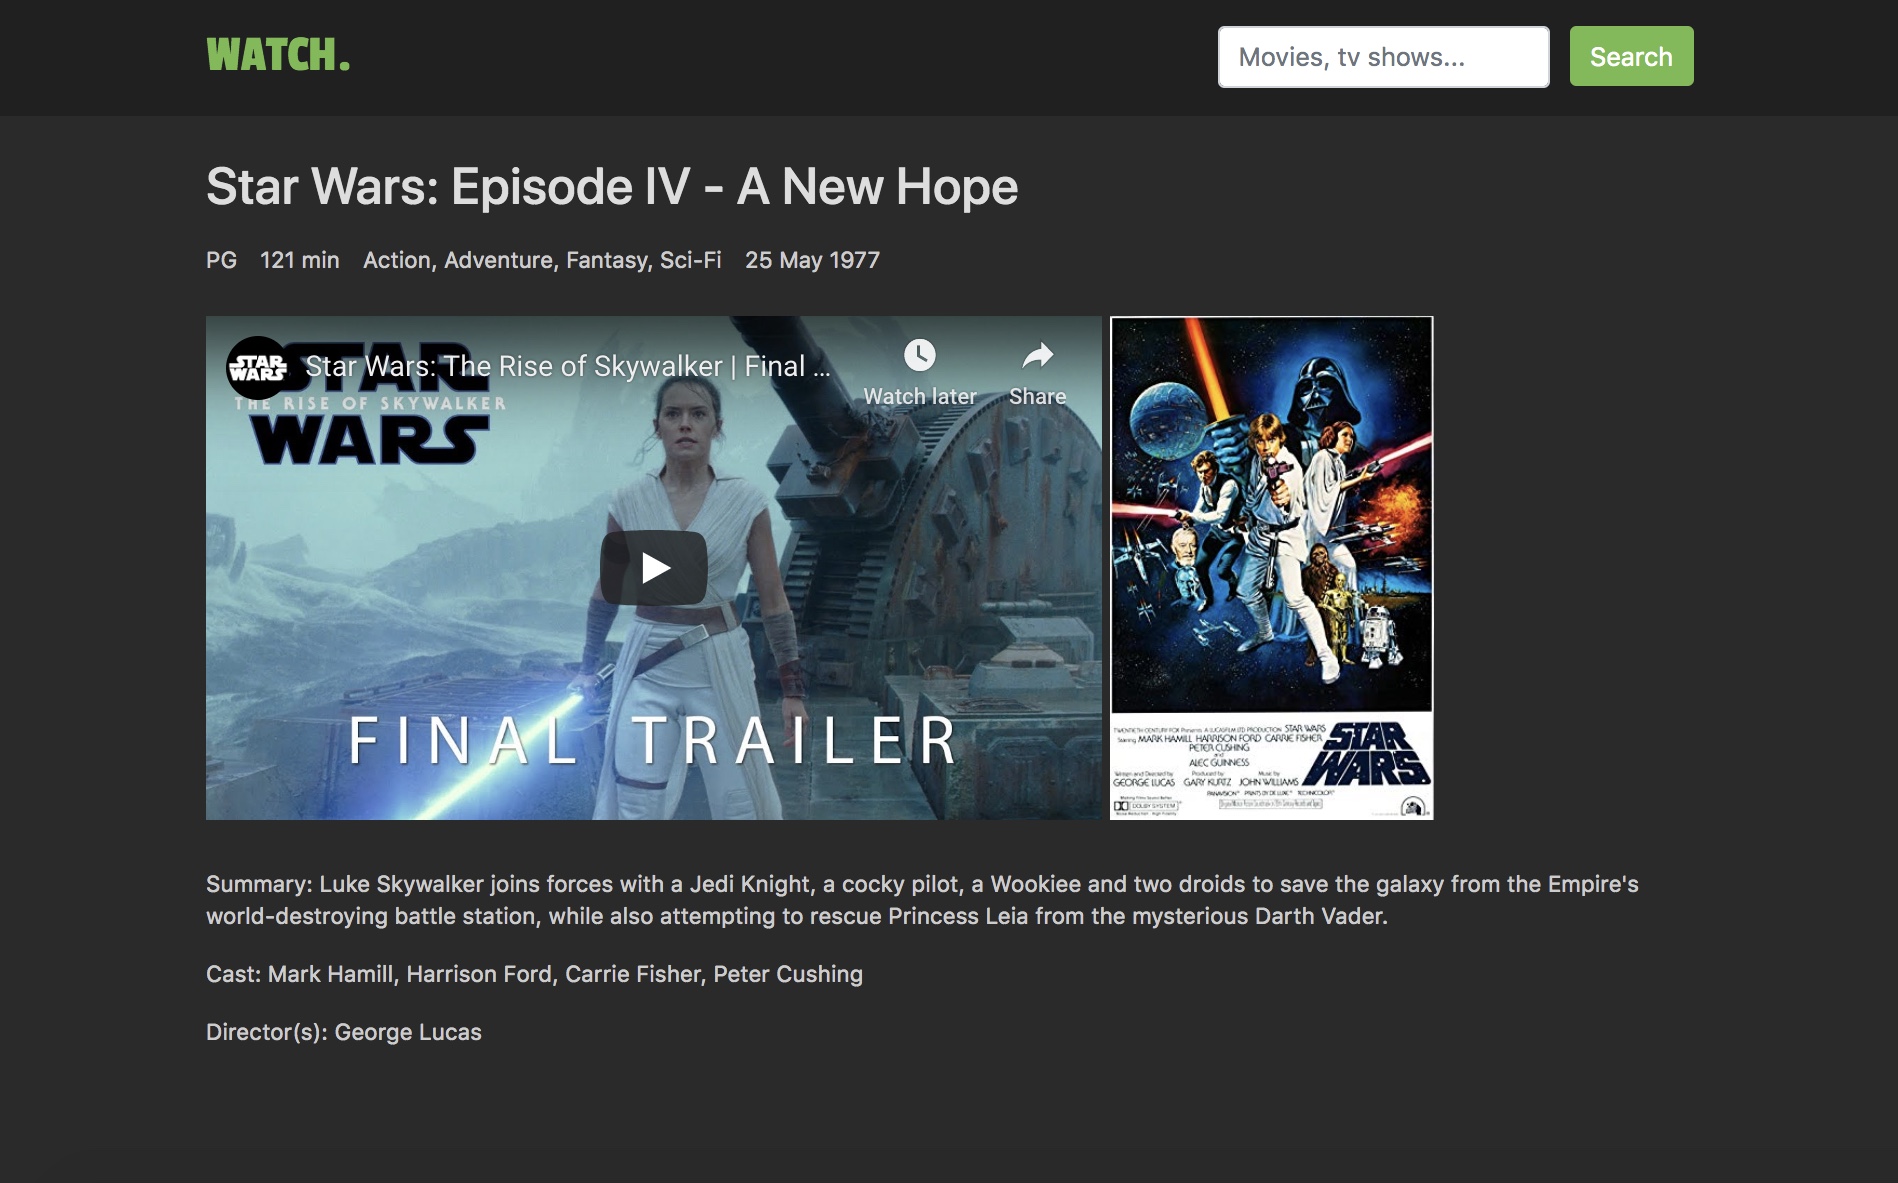 WATCH.
Movies, tv shows...
Search
Star Wars: Episode IV - A New Hope
PG 121 min Action, Adventure, Fantasy, Sci-Fi 25 May 1977
STAR WARS
Star Wars: The Rise of Skywalker | Final ...
Watch later
Share
STAR
THE RISE OF SKYWALKER
WARS
FINAL TRAILER
TWENTIETH CENTURY-FOX Presents A LUCASFILM LTD PRODUCTION STAR WARS
Starring MARK HAMILL HARRISON FORD CARRIE FISHER
PETER CUSHING
and
ALEC GUINNESS
Written and Directed by GEORGE LUCAS
Produced by GARY KURTZ
Music by JOHN WILLIAMS
PANAVISION PRINTS BY DE LUXE TECHNICOLOR
DOLBY SYSTEM
STAR
WARS
Summary: Luke Skywalker joins forces with a Jedi Knight, a cocky pilot, a Wookiee and two droids to save the galaxy from the Empire's
world-destroying battle station, while also attempting to rescue Princess Leia from the mysterious Darth Vader.
Cast: Mark Hamill, Harrison Ford, Carrie Fisher, Peter Cushing
Director(s): George Lucas